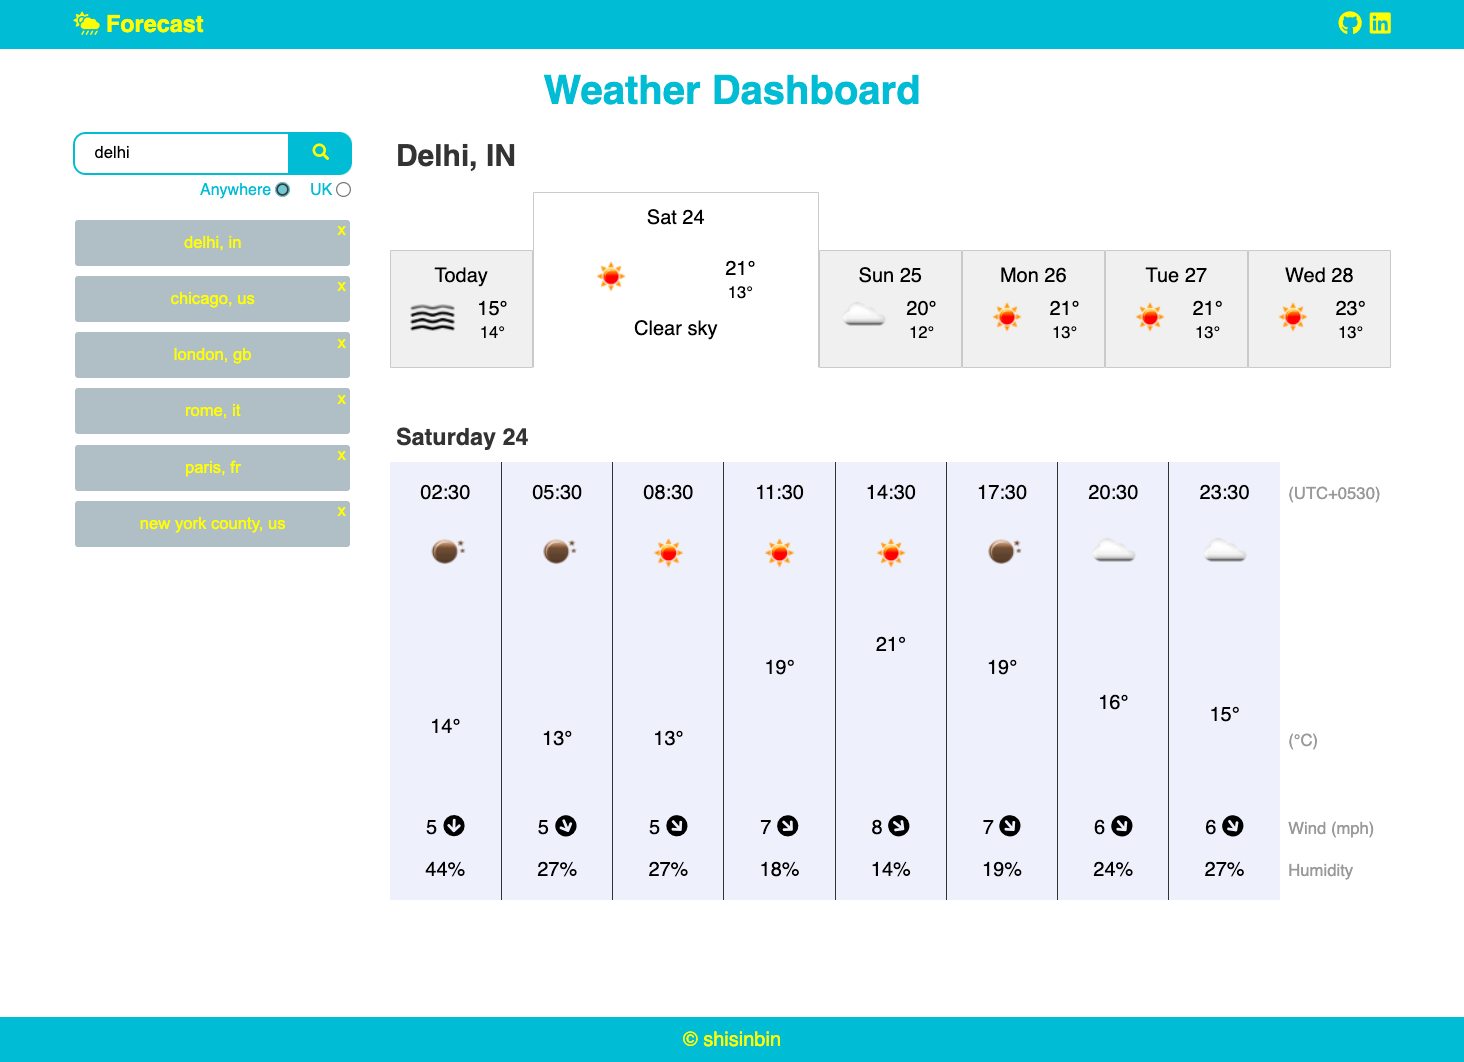 Forecast
Weather Dashboard
delhi
Anywhere UK
delhi, in x
chicago, us x
london, gb x
rome, it x
paris, fr x
new york county, us x
Delhi, IN
Today
15°
14°
Sat 24
21°
13°
Clear sky
Sun 25
20°
12°
Mon 26
21°
13°
Tue 27
21°
13°
Wed 28
23°
13°
Saturday 24
02:30 05:30 08:30 11:30 14:30 17:30 20:30 23:30 (UTC+0530)
14° 13° 13° 19° 21° 19° 16° 15° (°C)
5 5 5 7 8 7 6 6 Wind (mph)
44% 27% 27% 18% 14% 19% 24% 27% Humidity
© shisinbin